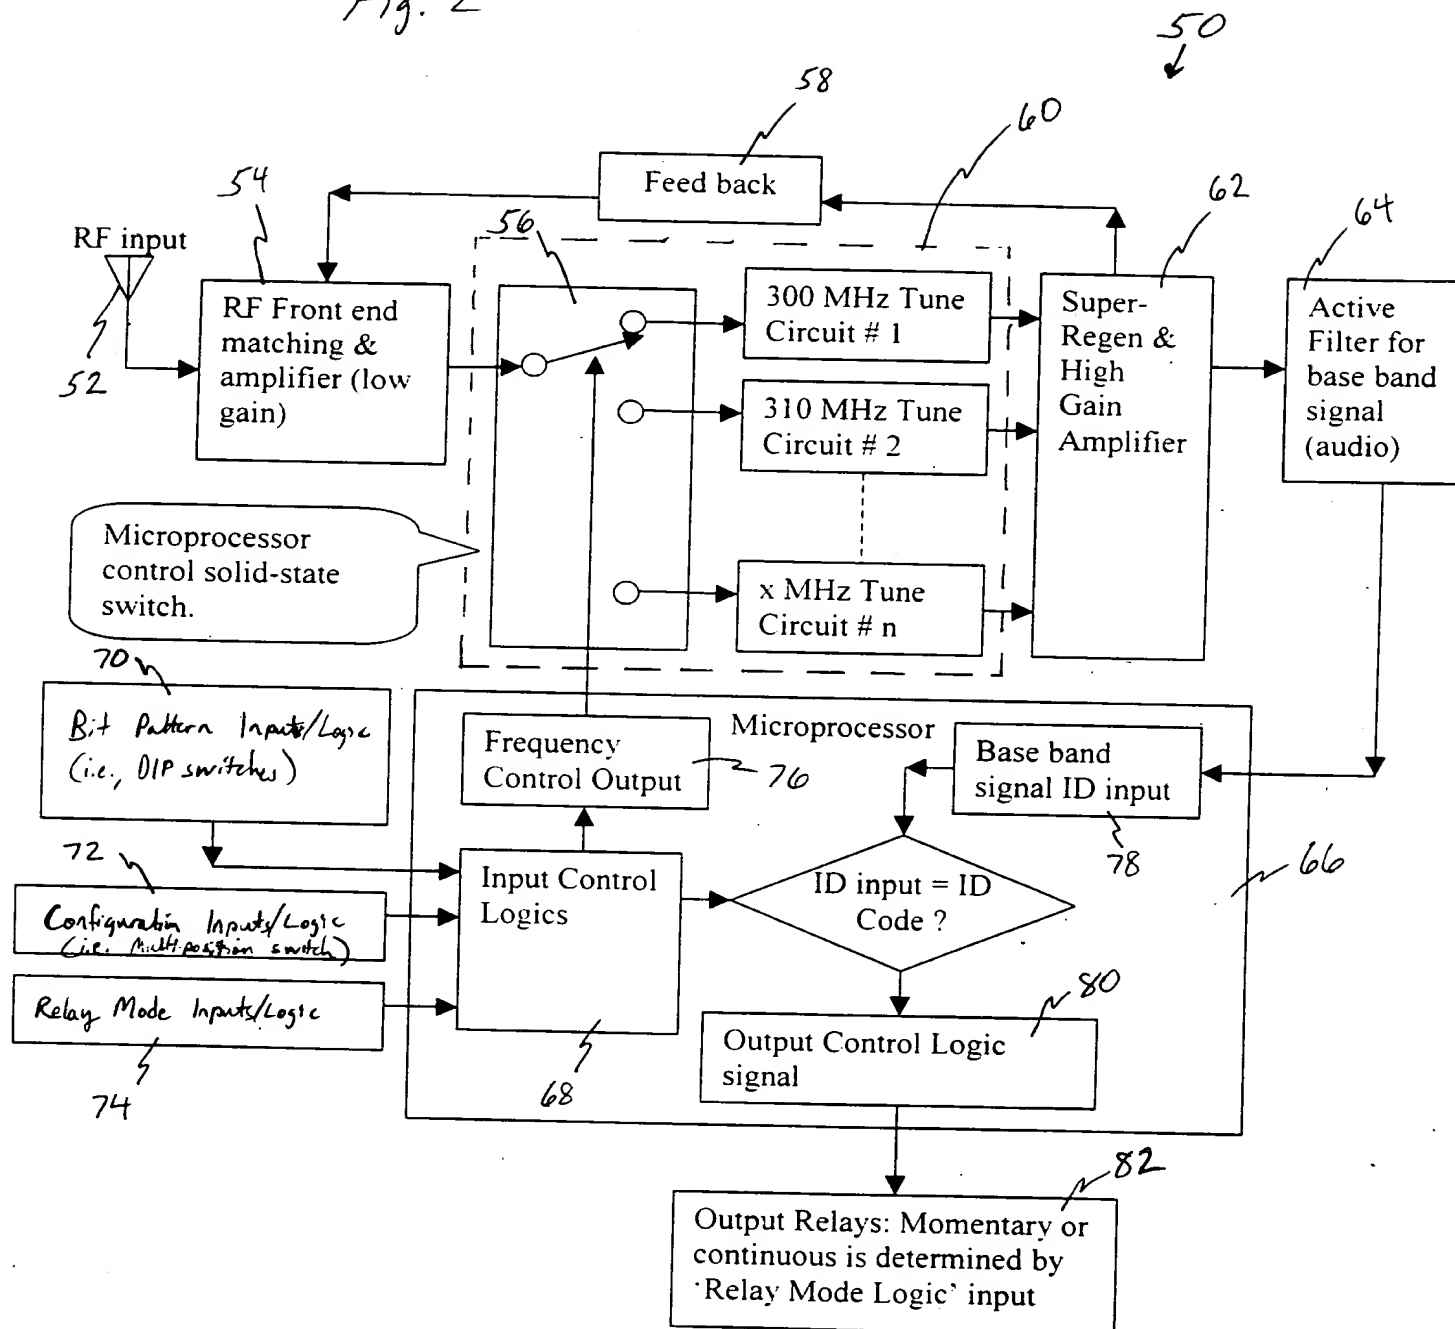 Fig. 2
50
58
60
Feed back
54
62
64
RF input
56
52
RF Front end
matching &
amplifier (low
gain)
300 MHz Tune
Circuit # 1
310 MHz Tune
Circuit # 2
x MHz Tune
Circuit # n
Super-
Regen &
High
Gain
Amplifier
Active
Filter for
base band
signal
(audio)
Microprocessor
control solid-state
switch.
70
Bit Pattern Inputs/Logic
(i.e., DIP switches)
72
Configuration Inputs/Logic
(i.e. Multi-position switch)
Relay Mode Inputs/Logic
74
Frequency
Control Output
76
Microprocessor
Base band
signal ID input
78
66
Input Control
Logics
68
ID input = ID
Code ?
80
Output Control Logic
signal
82
Output Relays: Momentary or
continuous is determined by
'Relay Mode Logic' input